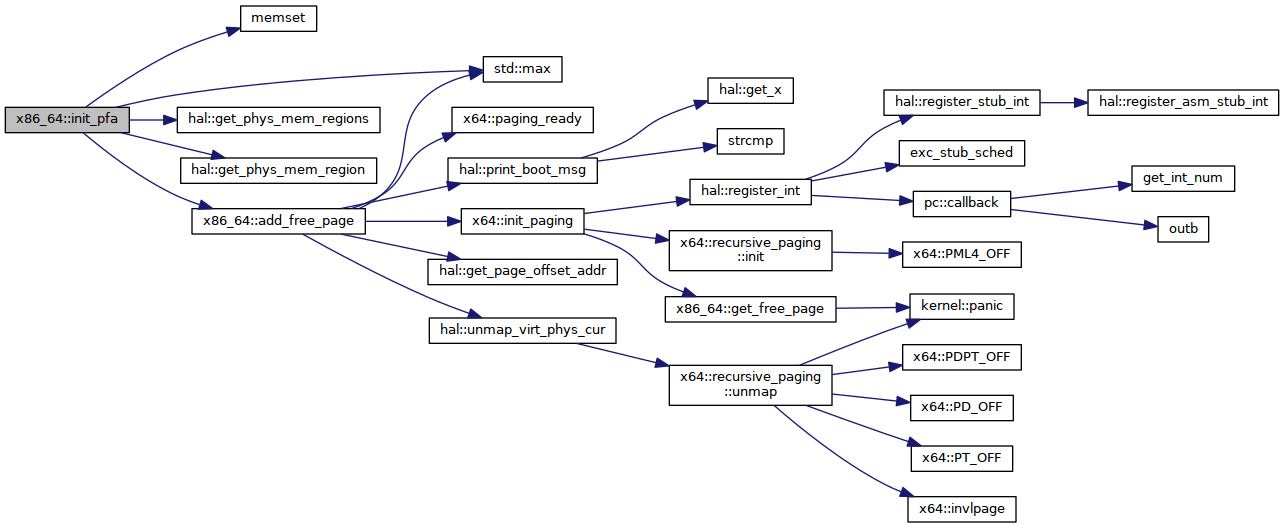 memset
std::max
hal::get_x
hal::register_stub_int
hal::register_asm_stub_int
x86_64::init_pfa
hal::get_phys_mem_regions
x64::paging_ready
strcmp
exc_stub_sched
hal::get_phys_mem_region
hal::print_boot_msg
hal::register_int
get_int_num
pc::callback
x86_64::add_free_page
x64::init_paging
outb
x64::recursive_paging
::init
x64::PML4_OFF
hal::get_page_offset_addr
x86_64::get_free_page
kernel::panic
hal::unmap_virt_phys_cur
x64::PDPT_OFF
x64::recursive_paging
::unmap
x64::PD_OFF
x64::PT_OFF
x64::invlpage